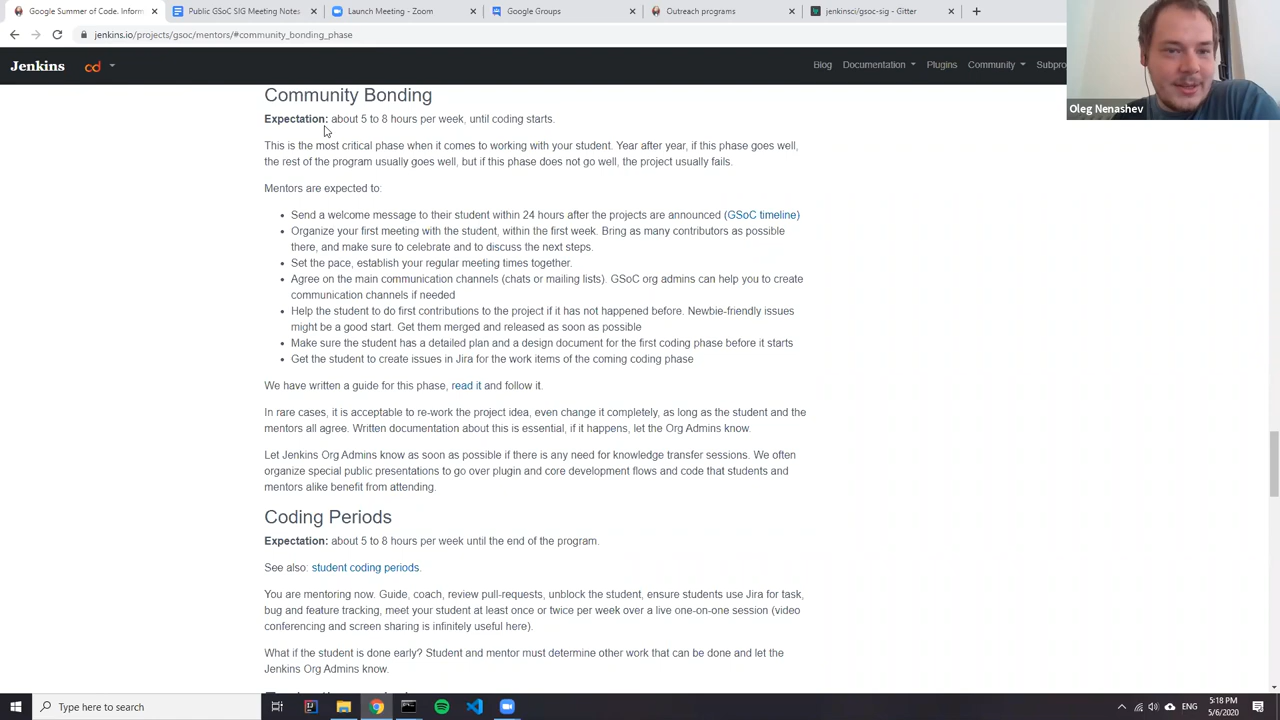 Google Summer of Code. Inform
Public GSoC SIG Meeting Notes
Launch Meeting - Zoom
Google Groups
Outreach programs
jenkinsci/gsoc-sig - Gitter
jenkins.io/projects/gsoc/mentors/#community_bonding_phase
Jenkins
cd
Blog
Documentation
Plugins
Community
Subpro
Oleg Nenashev
Community Bonding
Expectation: about 5 to 8 hours per week, until coding starts.
This is the most critical phase when it comes to working with your student. Year after year, if this phase goes well,
the rest of the program usually goes well, but if this phase does not go well, the project usually fails.
Mentors are expected to:
• Send a welcome message to their student within 24 hours after the projects are announced (GSoC timeline)
• Organize your first meeting with the student, within the first week. Bring as many contributors as possible
there, and make sure to celebrate and to discuss the next steps.
• Set the pace, establish your regular meeting times together.
• Agree on the main communication channels (chats or mailing lists). GSoC org admins can help you to create
communication channels if needed
• Help the student to do first contributions to the project if it has not happened before. Newbie-friendly issues
might be a good start. Get them merged and released as soon as possible
• Make sure the student has a detailed plan and a design document for the first coding phase before it starts
• Get the student to create issues in Jira for the work items of the coming coding phase
We have written a guide for this phase, read it and follow it.
In rare cases, it is acceptable to re-work the project idea, even change it completely, as long as the student and the
mentors all agree. Written documentation about this is essential, if it happens, let the Org Admins know.
Let Jenkins Org Admins know as soon as possible if there is any need for knowledge transfer sessions. We often
organize special public presentations to go over plugin and core development flows and code that students and
mentors alike benefit from attending.
Coding Periods
Expectation: about 5 to 8 hours per week until the end of the program.
See also: student coding periods.
You are mentoring now. Guide, coach, review pull-requests, unblock the student, ensure students use Jira for task,
bug and feature tracking, meet your student at least once or twice per week over a live one-on-one session (video
conferencing and screen sharing is infinitely useful here).
What if the student is done early? Student and mentor must determine other work that can be done and let the
Jenkins Org Admins know.
Type here to search
ENG
5:18 PM
5/6/2020